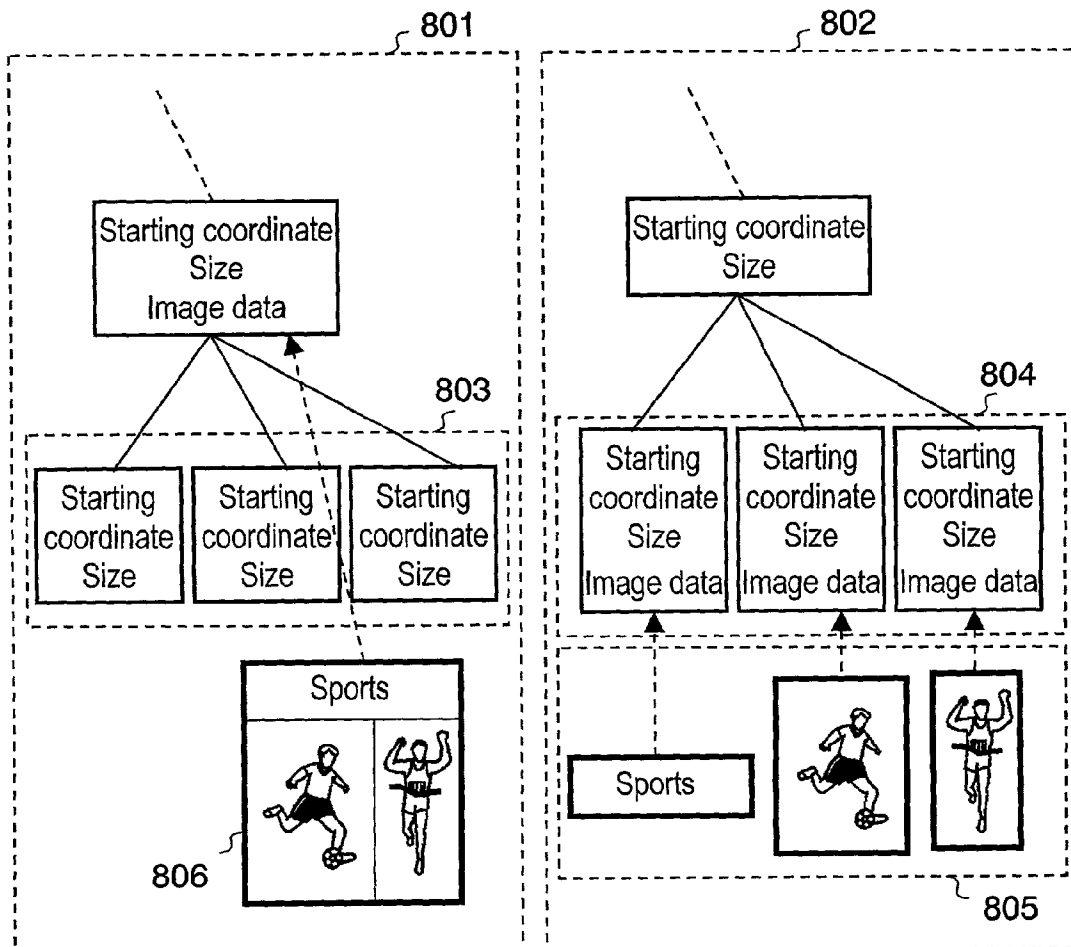 801
802
Starting coordinate
Size
Image data
Starting coordinate
Size
803
804
Starting
coordinate
Size
Starting
coordinate
Size
Starting
coordinate
Size
Starting
coordinate
Size
Image data
Starting
coordinate
Size
Image data
Starting
coordinate
Size
Image data
Sports
806
Sports
805